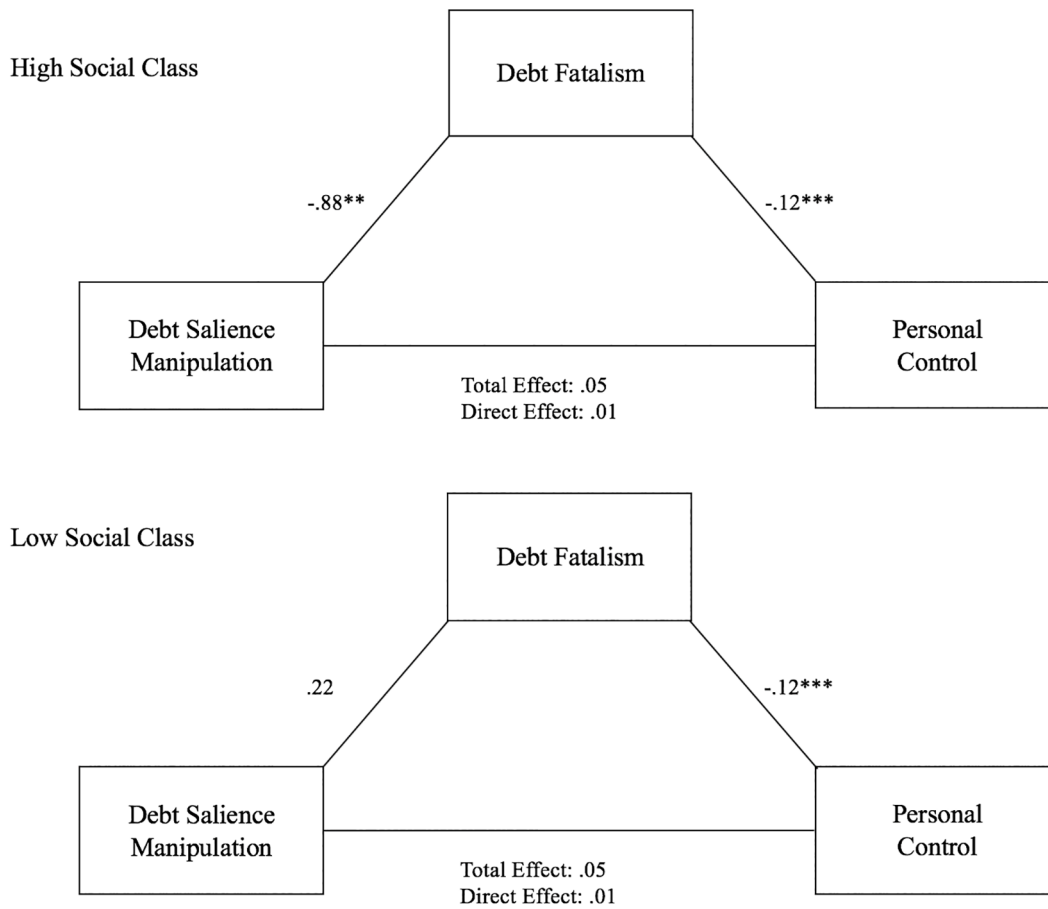 High Social Class
Debt Fatalism
-.88**
-.12***
Debt Salience
Manipulation
Personal
Control
Total Effect: .05
Direct Effect: .01
Low Social Class
Debt Fatalism
.22
-.12***
Debt Salience
Manipulation
Personal
Control
Total Effect: .05
Direct Effect: .01